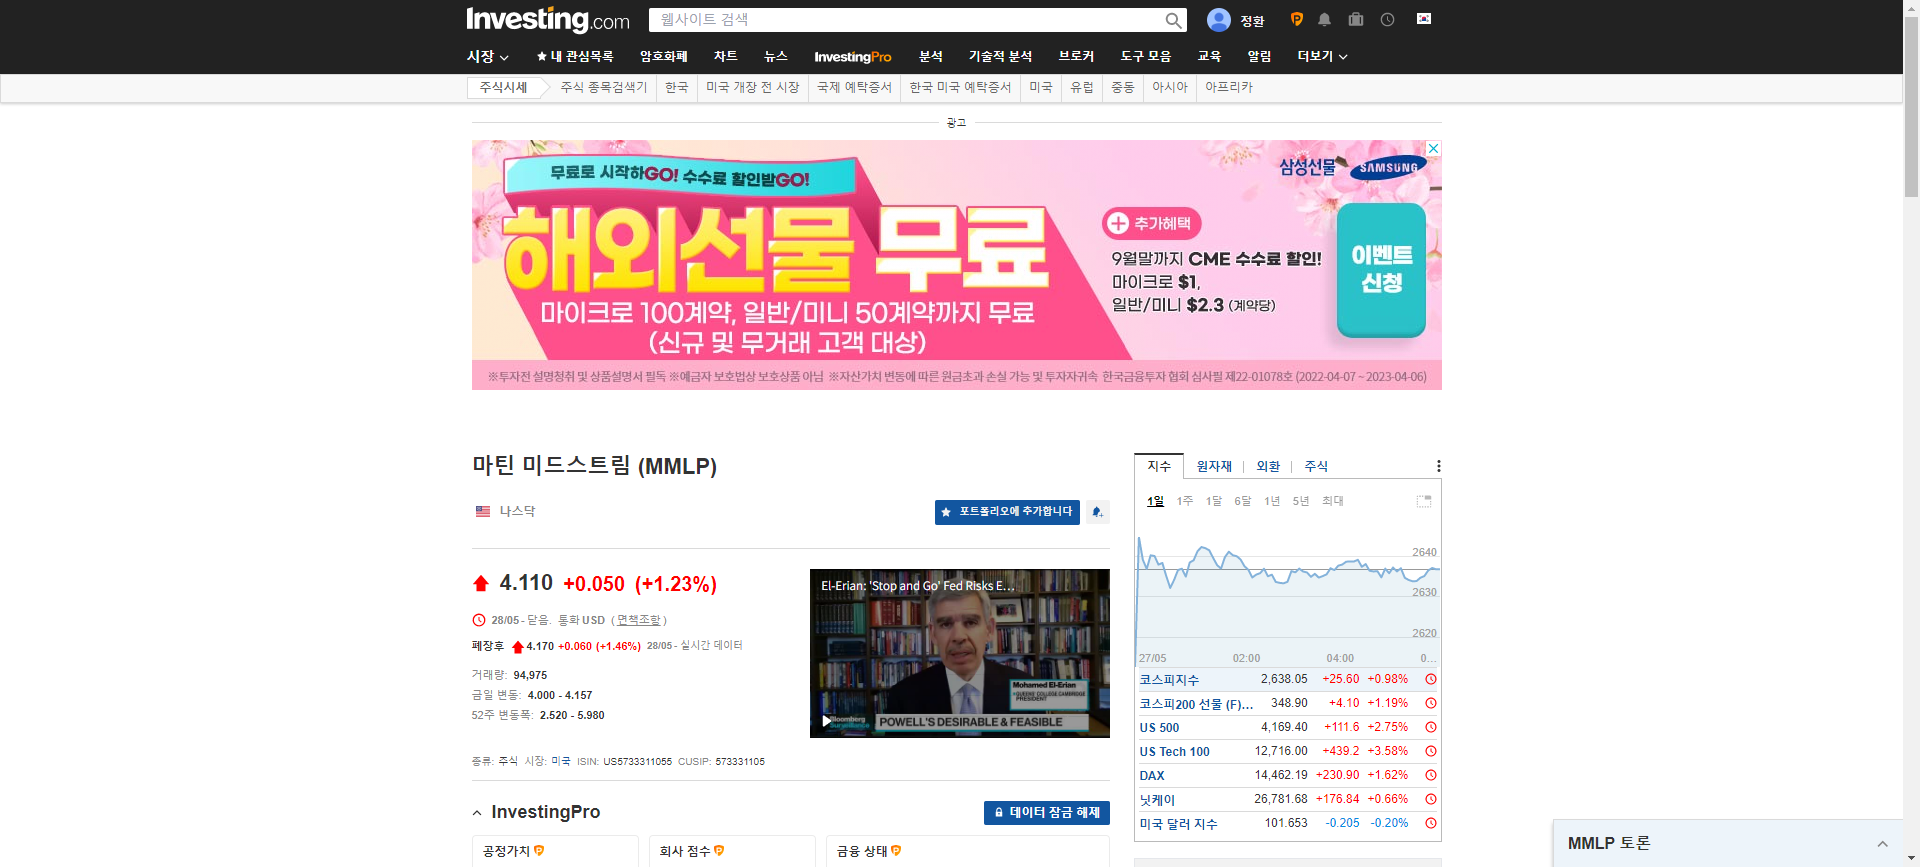 Investing.com
웹사이트 검색
정환
시장
내 관심목록
암호화폐
차트
뉴스
InvestingPro
분석
기술적 분석
브로커
도구 모음
교육
알림
더보기
주식시세
주식 종목검색기
한국
미국 개장 전 시장
국제 예탁증서
한국 미국 예탁증서
미국
유럽
중동
아시아
아프리카
광고
무료로 시작하GO! 수수료 할인받GO!
해외선물 무료
마이크로 100계약, 일반/미니 50계약까지 무료
(신규 및 무거래 고객 대상)
삼성선물 SAMSUNG
추가혜택
9월말까지 CME 수수료 할인!
마이크로 $1,
일반/미니 $2.3 (계약당)
이벤트
신청
※투자전 설명청취 및 상품설명서 필독 ※예금자 보호법상 보호상품 아님 ※자산가치 변동에 따른 원금초과 손실 가능 및 투자자귀속 한국금융투자 협회 심사필 제22-01078호 (2022-04-07 ~ 2023-04-06)
마틴 미드스트림 (MMLP)
나스닥
포트폴리오에 추가합니다
4.110 +0.050 (+1.23%)
28/05 - 닫음. 통화 USD ( 면책조항 )
폐장후 4.170 +0.060 (+1.46%) 28/05 - 실시간 데이터
거래량: 94,975
금일 변동: 4.000 - 4.157
52주 변동폭: 2.520 - 5.980
El-Erian: 'Stop and Go' Fed Risks E...
Mohamed El-Erian
QUEENS' COLLEGE, CAMBRIDGE
PRESIDENT
Bloomberg
Surveillance
POWELL'S DESIRABLE & FEASIBLE
종류: 주식 시장: 미국 ISIN: US5733311055 CUSIP: 573331105
InvestingPro
데이터 잠금 해제
공정가치
회사 점수
금융 상태
지수
원자재
외환
주식
1일 1주 1달 6달 1년 5년 최대
2640
2630
2620
27/05 02:00 04:00 0...
코스피지수 2,638.05 +25.60 +0.98%
코스피200 선물 (F)... 348.90 +4.10 +1.19%
US 500 4,169.40 +111.6 +2.75%
US Tech 100 12,716.00 +439.2 +3.58%
DAX 14,462.19 +230.90 +1.62%
닛케이 26,781.68 +176.84 +0.66%
미국 달러 지수 101.653 -0.205 -0.20%
MMLP 토론